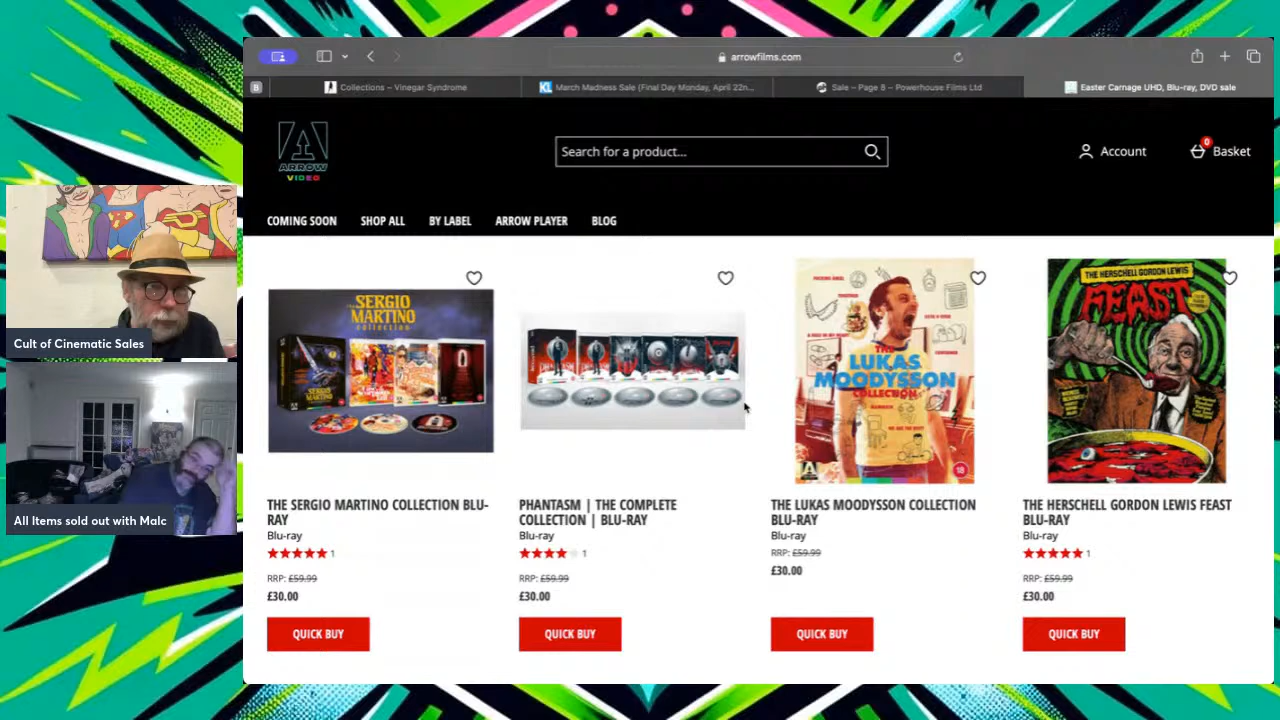 arrowfilms.com
B
Collections – Vinegar Syndrome
KL March Madness Sale (Final Day Monday, April 22n...
Sale – Page 8 – Powerhouse Films Ltd
Easter Carnage UHD, Blu-ray, DVD sale
ARROW
VIDEO
Search for a product...
Account
0
Basket
COMING SOON
SHOP ALL
BY LABEL
ARROW PLAYER
BLOG
Cult of Cinematic Sales
All Items sold out with Malc
SERGIO
MARTINO
collection
THE
LUKAS
MOODYSSON
COLLECTION
18
THE HERSCHELL GORDON LEWIS
FEAST
THE SERGIO MARTINO COLLECTION BLU-
RAY
Blu-ray
1
RRP: £59.99
£30.00
QUICK BUY
PHANTASM | THE COMPLETE
COLLECTION | BLU-RAY
Blu-ray
1
RRP: £59.99
£30.00
QUICK BUY
THE LUKAS MOODYSSON COLLECTION
BLU-RAY
Blu-ray
RRP: £59.99
£30.00
QUICK BUY
THE HERSCHELL GORDON LEWIS FEAST
BLU-RAY
Blu-ray
1
RRP: £59.99
£30.00
QUICK BUY